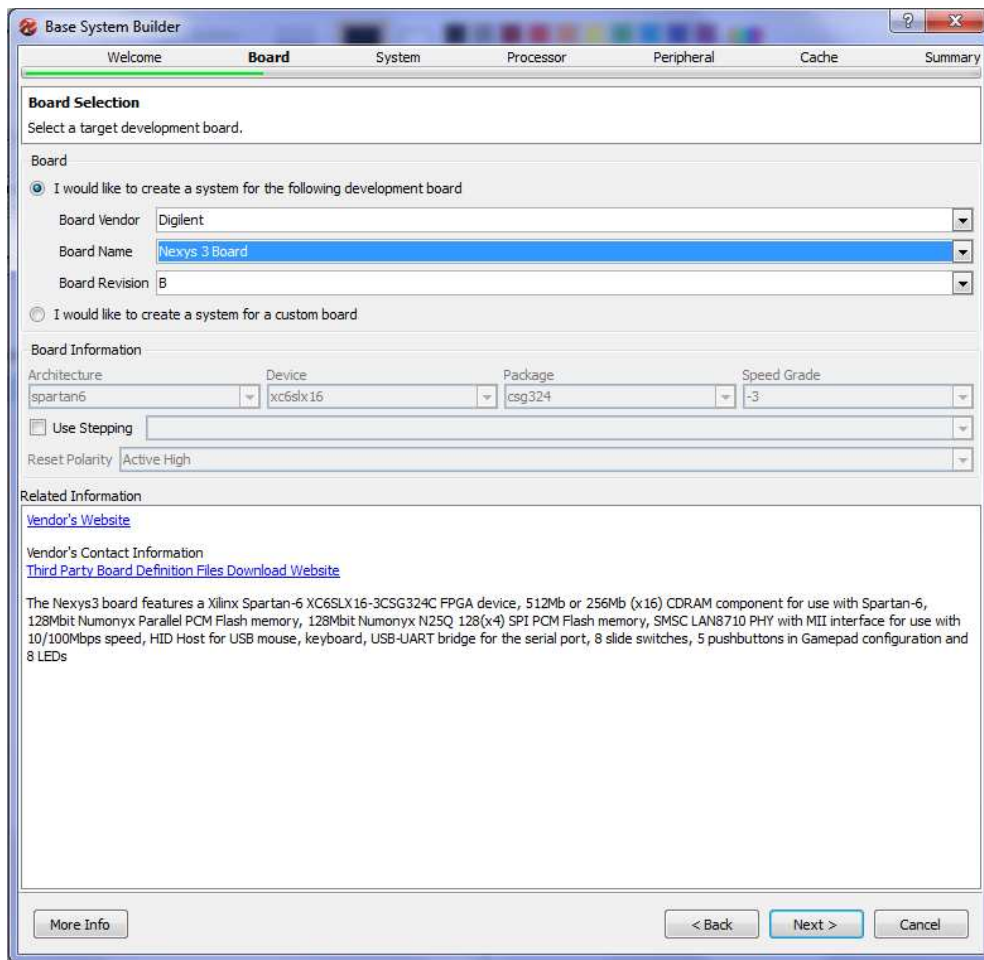 Base System Builder
Welcome Board System Processor Peripheral Cache Summary
Board Selection
Select a target development board.
Board
I would like to create a system for the following development board
Board Vendor Digilent
Board Name Nexys 3 Board
Board Revision B
I would like to create a system for a custom board
Board Information
Architecture Device Package Speed Grade
spartan6 xc6slx16 csg324 -3
Use Stepping
Reset Polarity Active High
Related Information
Vendor's Website
Vendor's Contact Information
Third Party Board Definition Files Download Website
The Nexys3 board features a Xilinx Spartan-6 XC6SLX16-3CSG324C FPGA device, 512Mb or 256Mb (x16) CDRAM component for use with Spartan-6,
128Mbit Numonyx Parallel PCM Flash memory, 128Mbit Numonyx N25Q 128(x4) SPI PCM Flash memory, SMSC LAN8710 PHY with MII interface for use with
10/100Mbps speed, HID Host for USB mouse, keyboard, USB-UART bridge for the serial port, 8 slide switches, 5 pushbuttons in Gamepad configuration and
8 LEDs
More Info < Back Next > Cancel